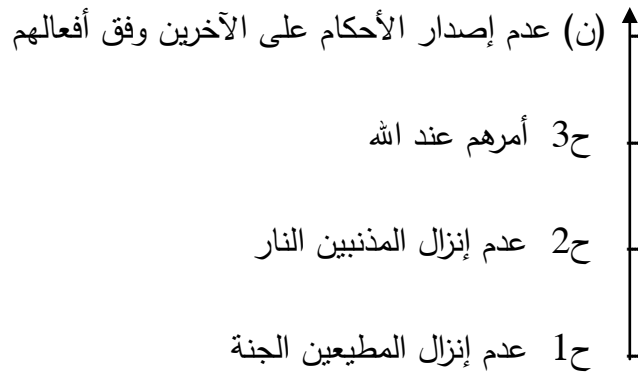 (ن) عدم إصدار الأحكام على الآخرين وفق أفعالهم
ح3 أمرهم عند الله
ح2 عدم إنزال المذنبين النار
ح1 عدم إنزال المطيعين الجنة